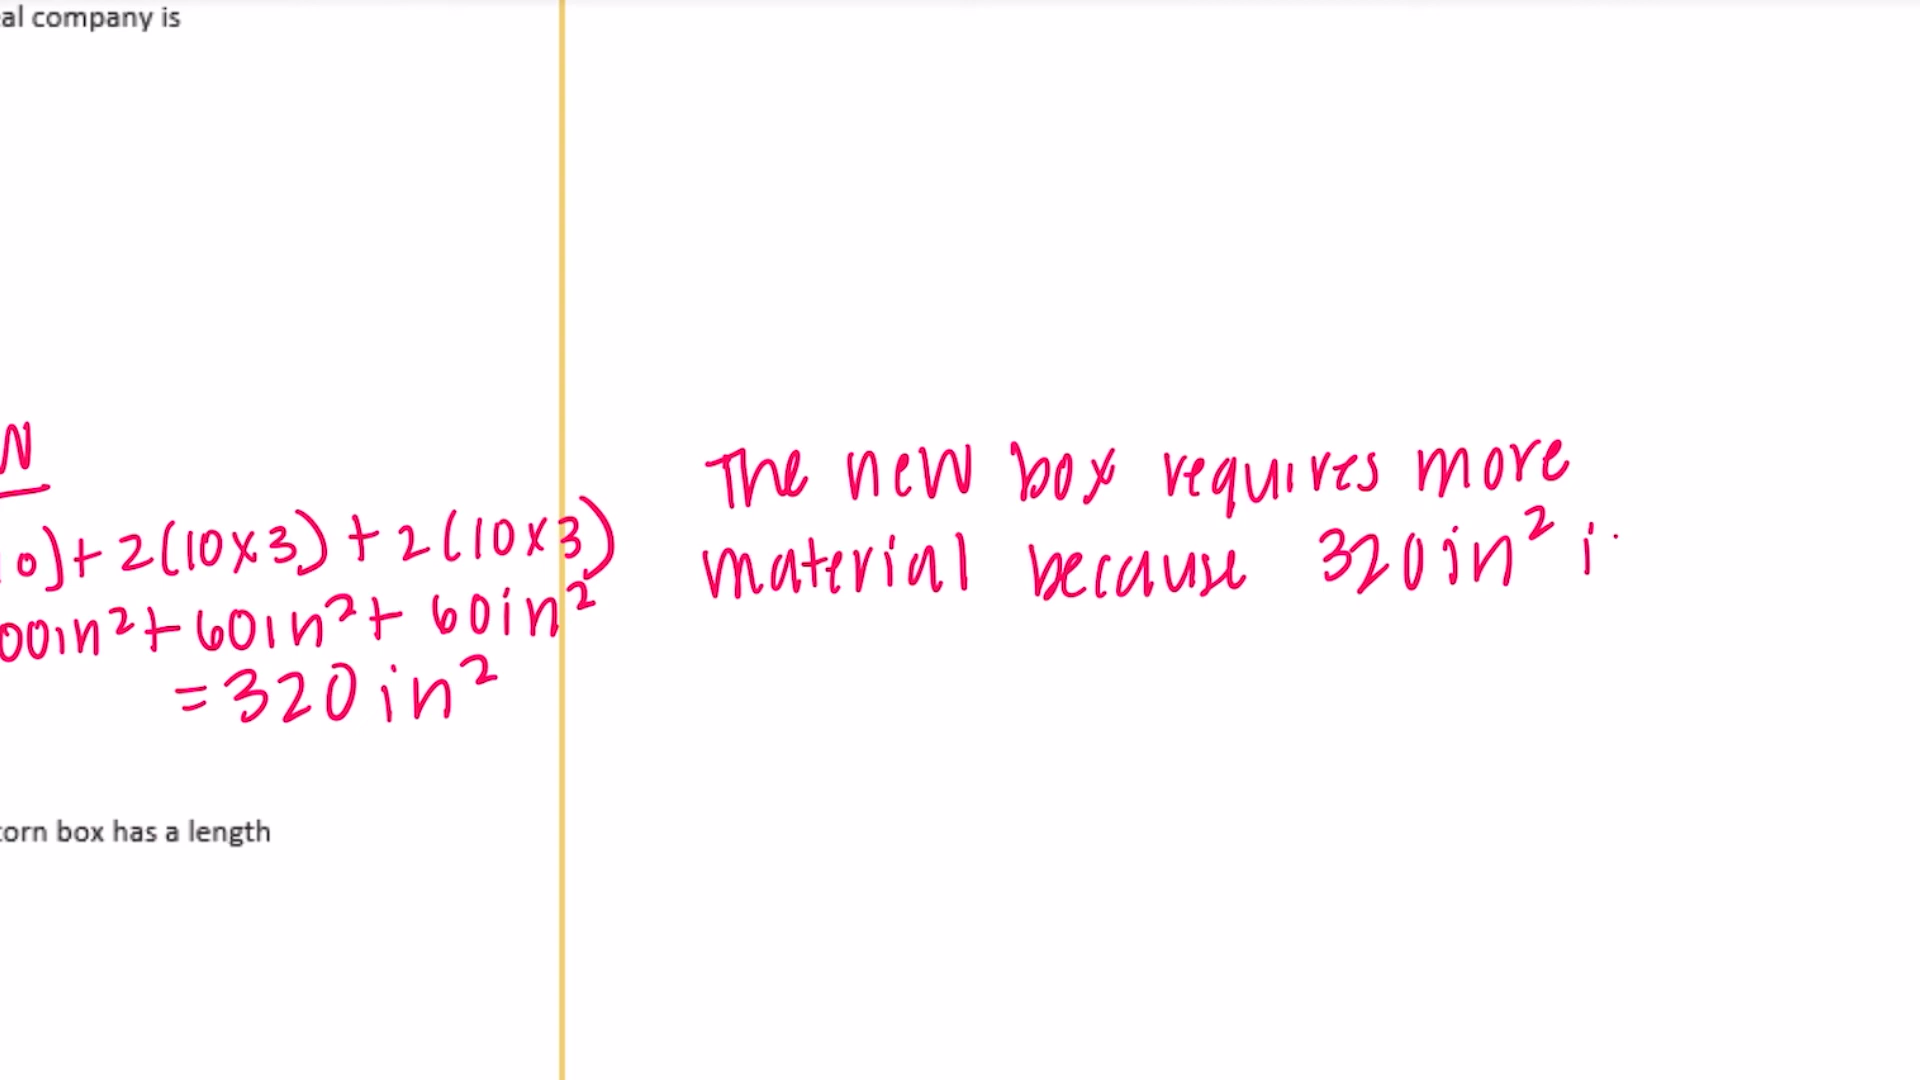 al company is
N
0) + 2(10x3) + 2(10x3)
00in² + 60in² + 60in²
= 320in²
The new box requires more
material because 320in² i
corn box has a length